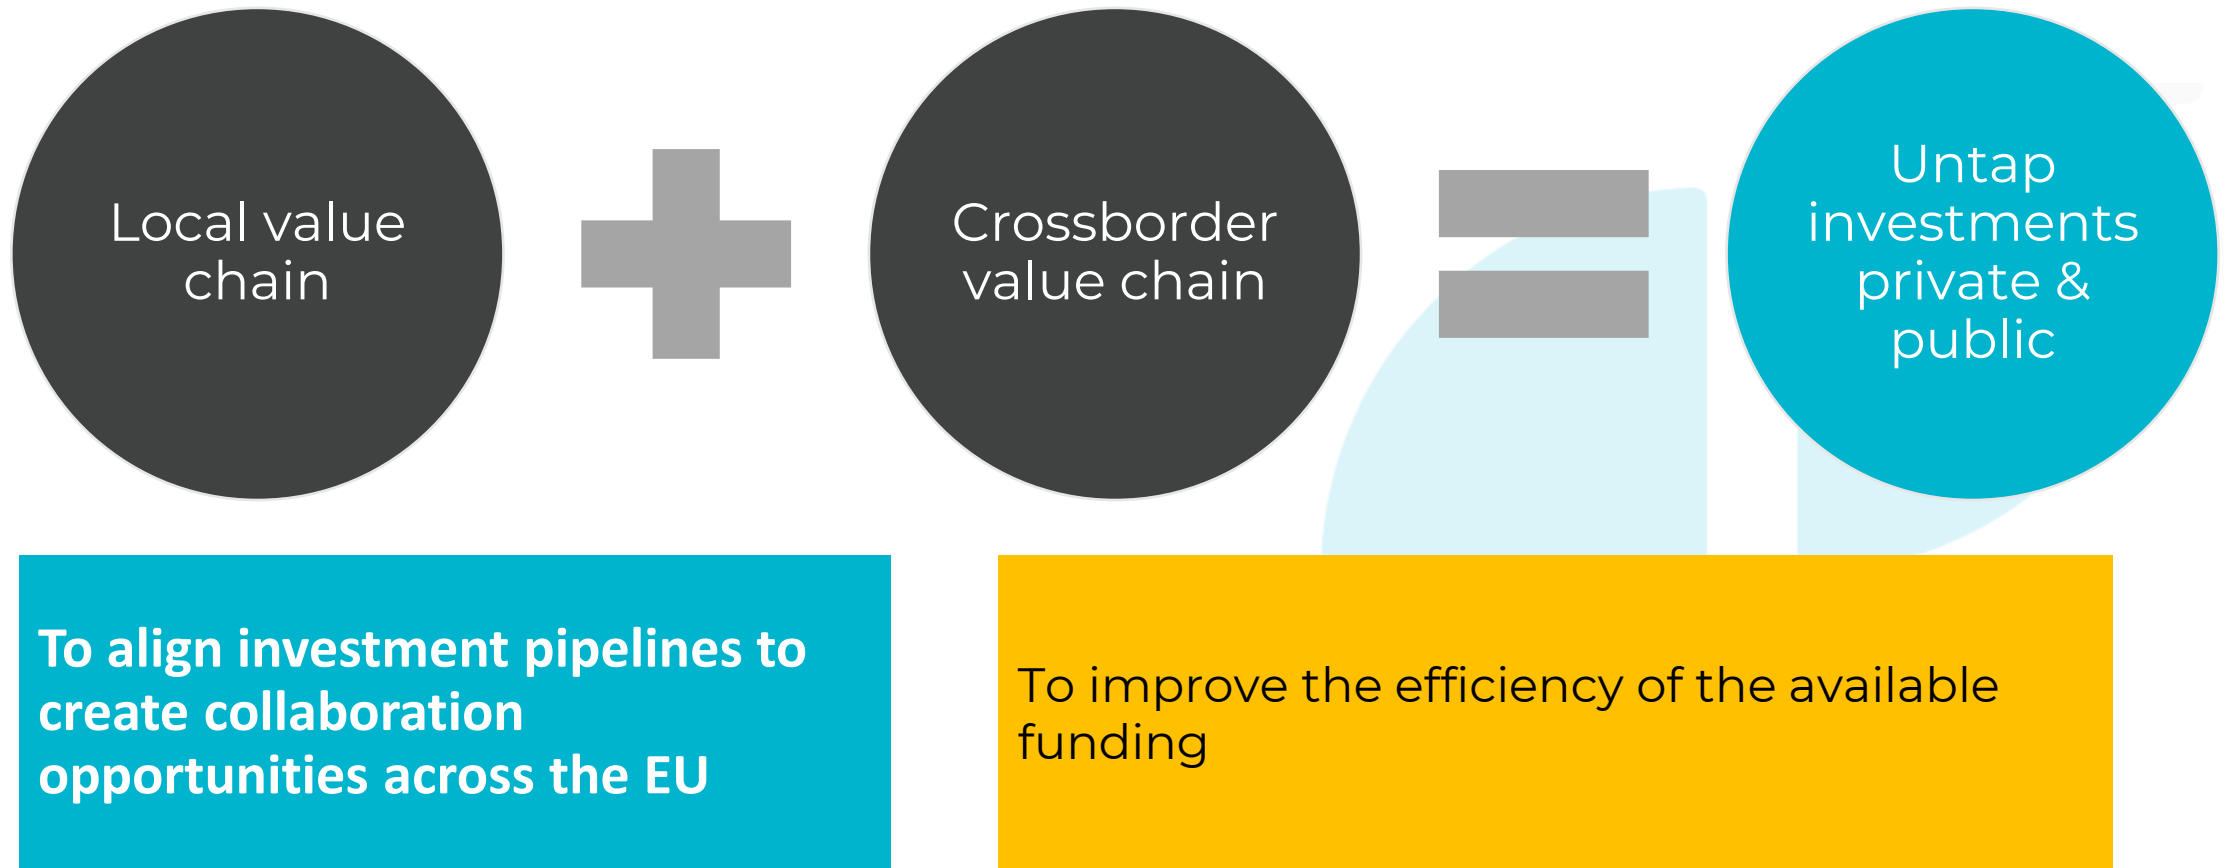 Local value
chain
Crossborder
value chain
Untap
investments
private &
public
To align investment pipelines to
create collaboration
opportunities across the EU
To improve the efficiency of the available
funding